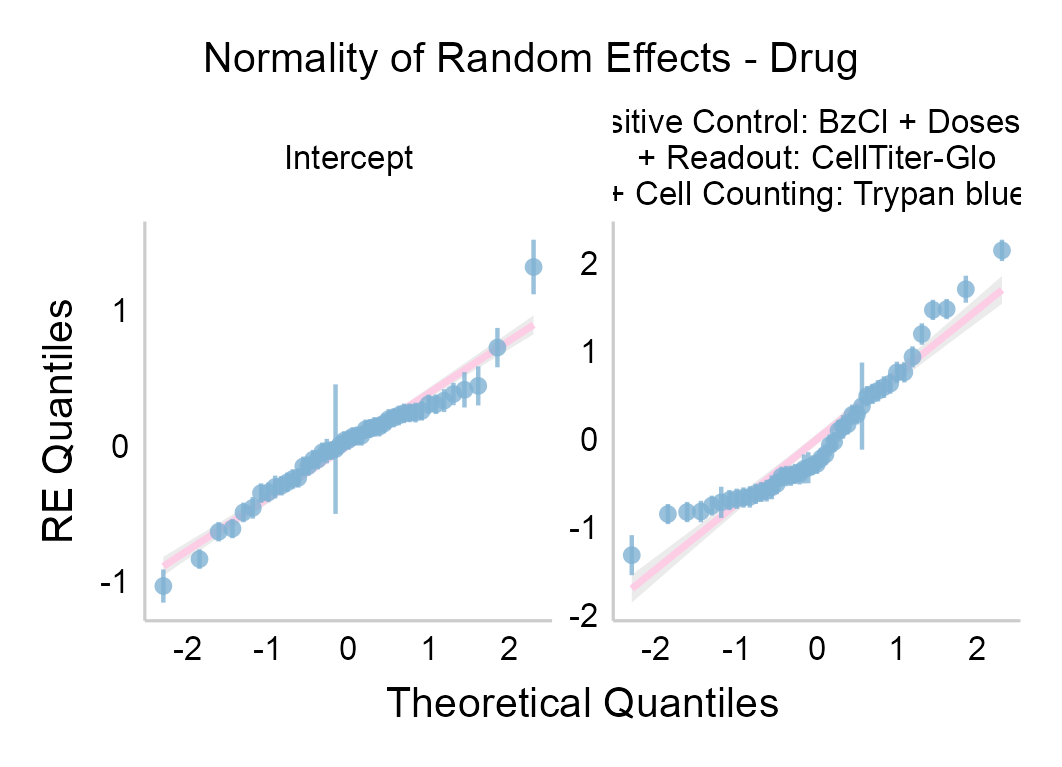 Normality of Random Effects - Drug
Intercept
sitive Control: BzCl + Doses
+ Readout: CellTiter-Glo
+ Cell Counting: Trypan blue
RE Quantiles
1
0
-1
2
1
0
-1
-2
-2 -1 0 1 2
-2 -1 0 1 2
Theoretical Quantiles